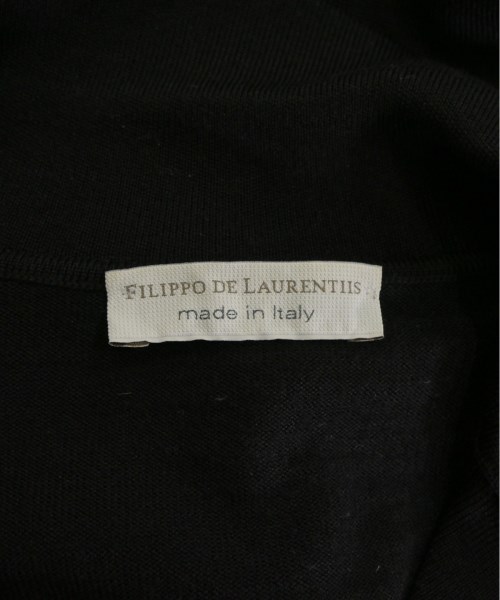 FILIPPO DE LAURENTIIS
made in Italy